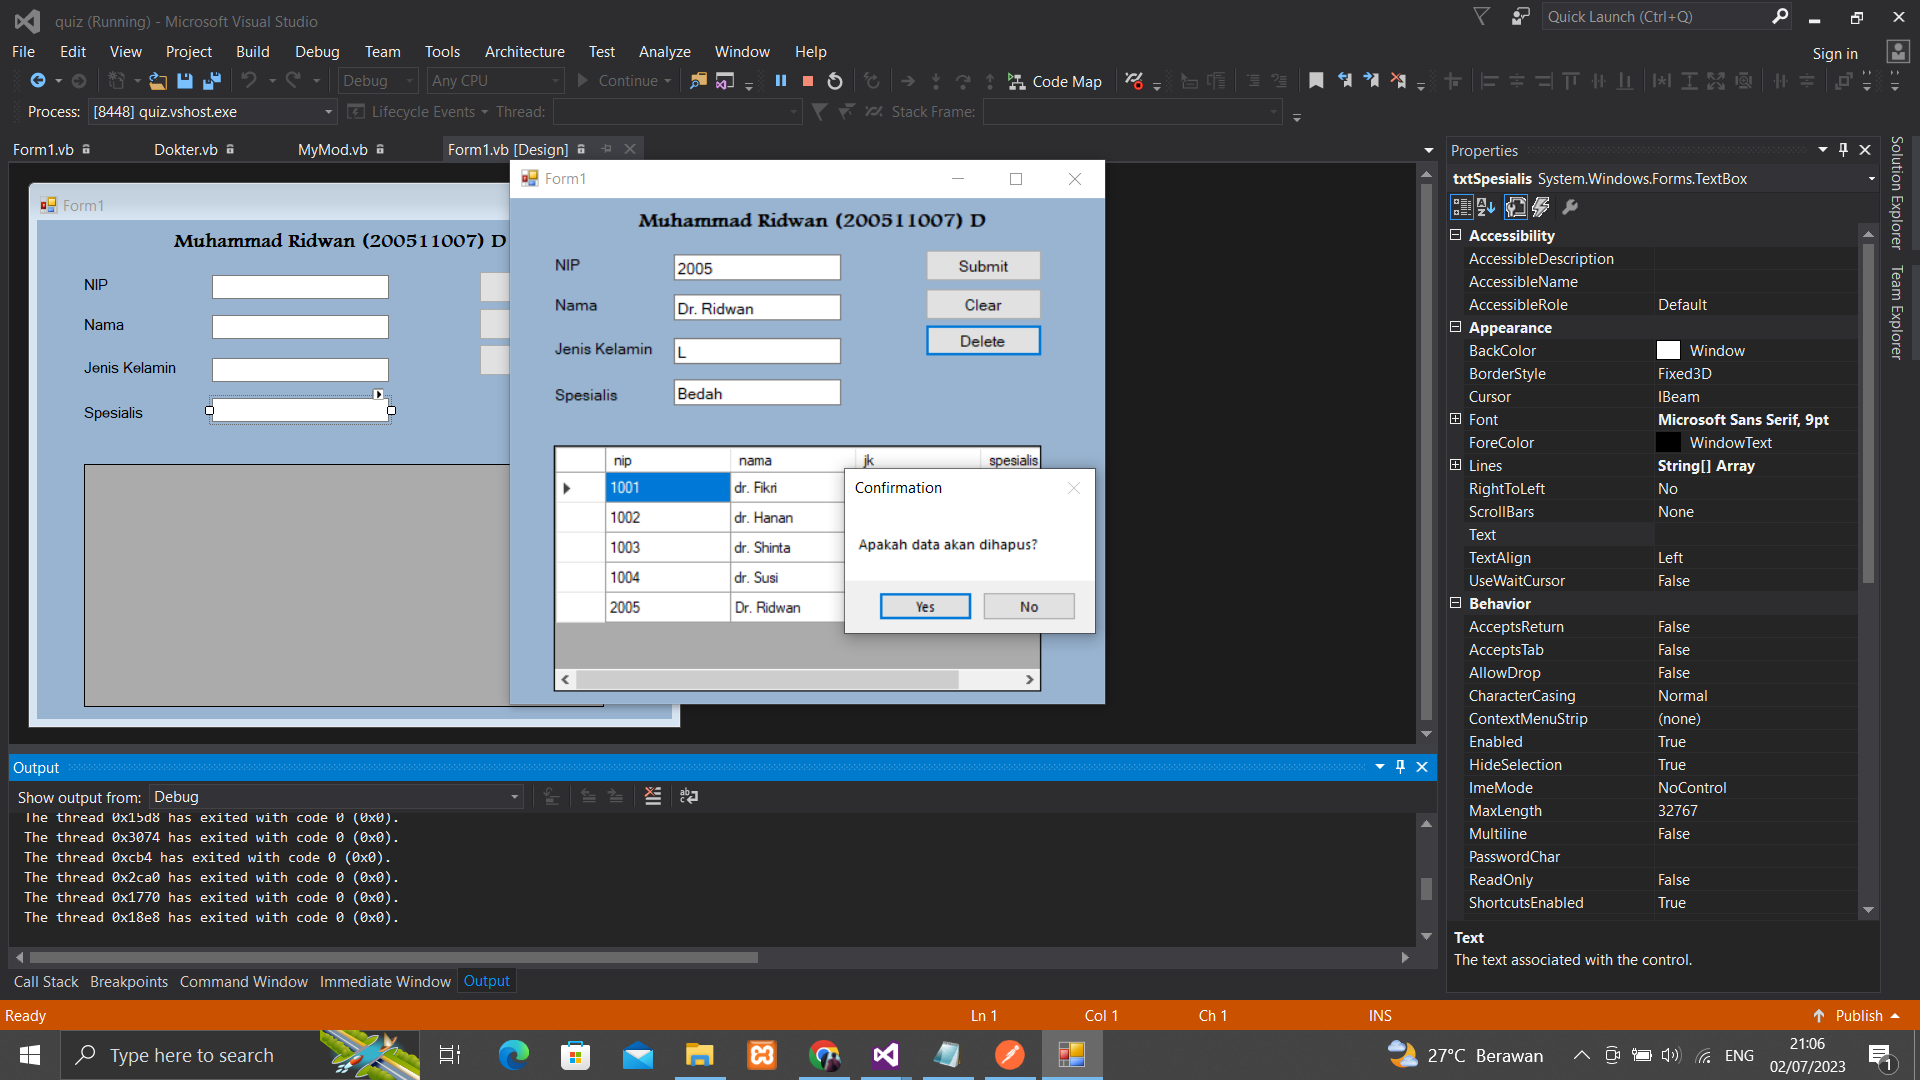 quiz (Running) - Microsoft Visual Studio
Quick Launch (Ctrl+Q)
File Edit View Project Build Debug Team Tools Architecture Test Analyze Window Help
Sign in
Debug Any CPU Continue Code Map
Process: [8448] quiz.vshost.exe Lifecycle Events Thread: Stack Frame:
Form1.vb Dokter.vb MyMod.vb Form1.vb [Design]
Form1
Muhammad Ridwan (200511007) D
NIP
Nama
Jenis Kelamin
Spesialis
Form1
Muhammad Ridwan (200511007) D
NIP 2005 Submit
Nama Dr. Ridwan Clear
Delete
Jenis Kelamin L
Spesialis Bedah
nip nama jk spesialis
1001 dr. Fikri
1002 dr. Hanan
1003 dr. Shinta
1004 dr. Susi
2005 Dr. Ridwan
Confirmation
Apakah data akan dihapus?
Yes No
Output
Show output from: Debug
The thread 0x15d8 has exited with code 0 (0x0).
The thread 0x3074 has exited with code 0 (0x0).
The thread 0xcb4 has exited with code 0 (0x0).
The thread 0x2ca0 has exited with code 0 (0x0).
The thread 0x1770 has exited with code 0 (0x0).
The thread 0x18e8 has exited with code 0 (0x0).
Call Stack Breakpoints Command Window Immediate Window Output
Properties
txtSpesialis System.Windows.Forms.TextBox
Accessibility
AccessibleDescription
AccessibleName
AccessibleRole Default
Appearance
BackColor Window
BorderStyle Fixed3D
Cursor IBeam
Font Microsoft Sans Serif, 9pt
ForeColor WindowText
Lines String[] Array
RightToLeft No
ScrollBars None
Text
TextAlign Left
UseWaitCursor False
Behavior
AcceptsReturn False
AcceptsTab False
AllowDrop False
CharacterCasing Normal
ContextMenuStrip (none)
Enabled True
HideSelection True
ImeMode NoControl
MaxLength 32767
Multiline False
PasswordChar
ReadOnly False
ShortcutsEnabled True
Text
The text associated with the control.
Solution Explorer
Team Explorer
Ready Ln 1 Col 1 Ch 1 INS Publish
Type here to search
27°C Berawan
ENG
21:06
02/07/2023
1